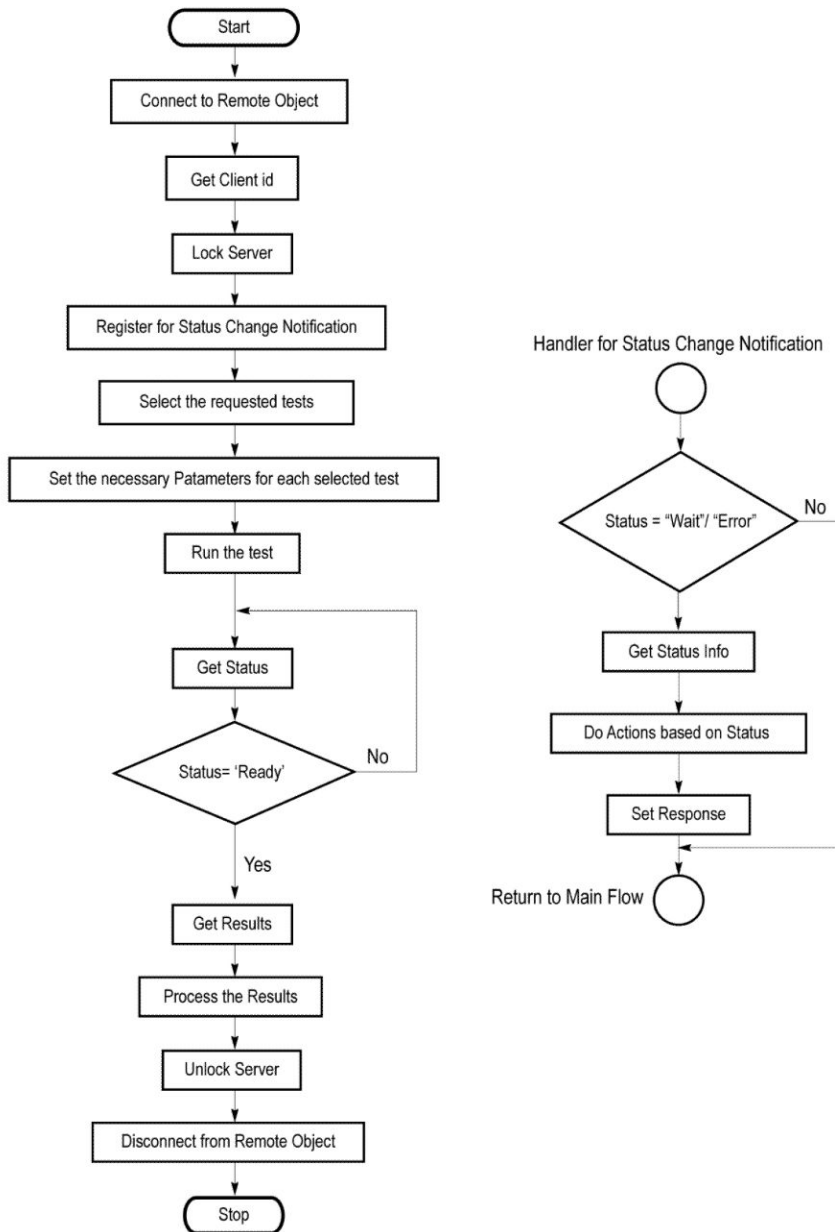 Start
Connect to Remote Object
Get Client id
Lock Server
Register for Status Change Notification
Select the requested tests
Set the necessary Patameters for each selected test
Run the test
Get Status
Status= ‘Ready’
No
Yes
Get Results
Process the Results
Unlock Server
Disconnect from Remote Object
Stop
Handler for Status Change Notification
Status = “Wait”/ “Error”
No
Get Status Info
Do Actions based on Status
Set Response
Return to Main Flow